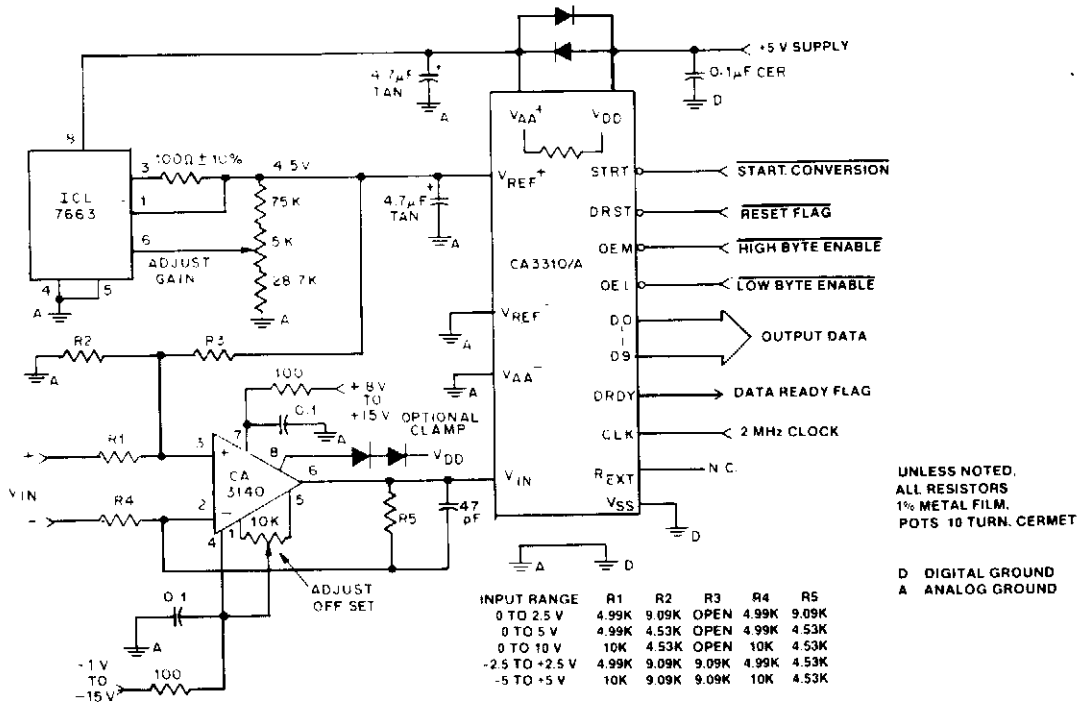 +5 V SUPPLY
4.7µF
TAN
+
A
0.1µF CER
D
8
VAA+
VDD
3
100Ω ± 10%
4.5V
ICL
7663
1
75K
4.7µF
TAN
+
A
VREF+
STRT
START CONVERSION
DRST
RESET FLAG
6
5K
ADJUST
GAIN
OEM
HIGH BYTE ENABLE
CA3310/A
4
5
A
28.7K
A
OEL
LOW BYTE ENABLE
VREF-
A
D0
D9
OUTPUT DATA
R2
A
R3
VAA-
A
DRDY
DATA READY FLAG
100
+8V
TO
+15V
0.1
A
OPTIONAL
CLAMP
VDD
CLK
2 MHz CLOCK
+
R1
3
+
7
8
CA
3140
6
VIN
REXT
N.C.
VIN
-
R4
2
-
4
1
5
10K
R5
47
pF
VSS
D
UNLESS NOTED,
ALL RESISTORS
1% METAL FILM,
POTS 10 TURN, CERMET
ADJUST
OFF SET
A
D
D DIGITAL GROUND
A ANALOG GROUND
0.1
A
-1V
TO
-15V
100
INPUT RANGE R1 R2 R3 R4 R5
0 TO 2.5 V 4.99K 9.09K OPEN 4.99K 9.09K
0 TO 5 V 4.99K 4.53K OPEN 4.99K 4.53K
0 TO 10 V 10K 4.53K OPEN 10K 4.53K
-2.5 TO +2.5 V 4.99K 9.09K 9.09K 4.99K 4.53K
-5 TO +5 V 10K 9.09K 9.09K 10K 4.53K